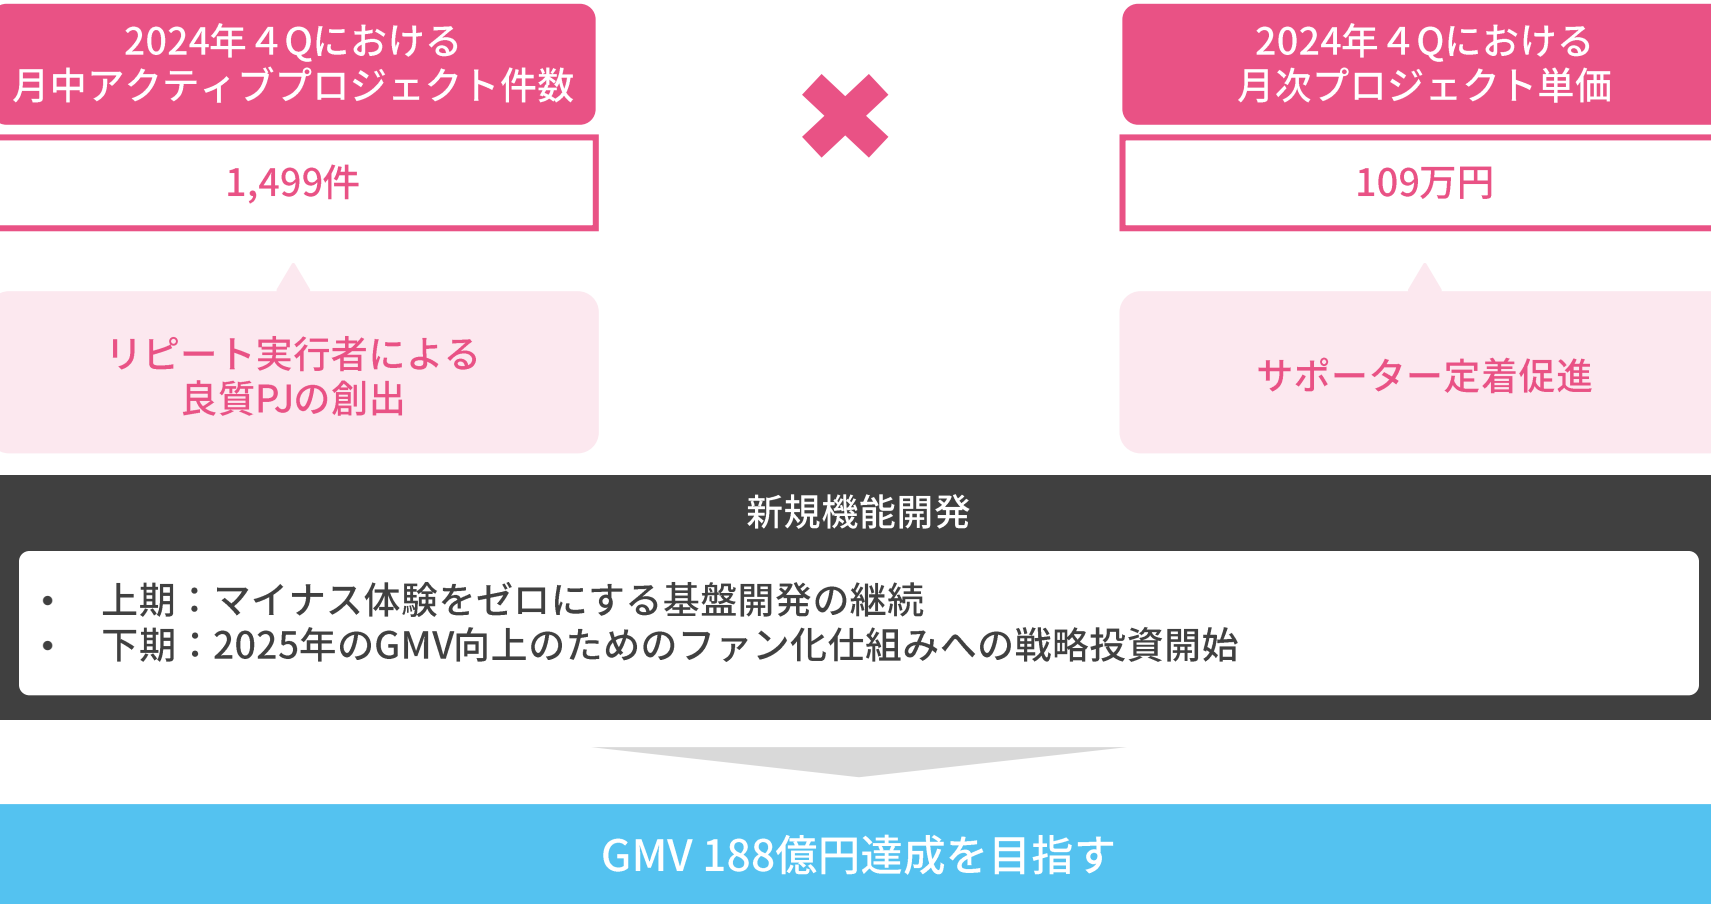 2024年４Qにおける
月中アクティブプロジェクト件数
2024年４Qにおける
月次プロジェクト単価
1,499件
109万円
リピート実行者による
良質PJの創出
サポーター定着促進
新規機能開発
• 上期：マイナス体験をゼロにする基盤開発の継続
• 下期：2025年のGMV向上のためのファン化仕組みへの戦略投資開始
GMV 188億円達成を目指す